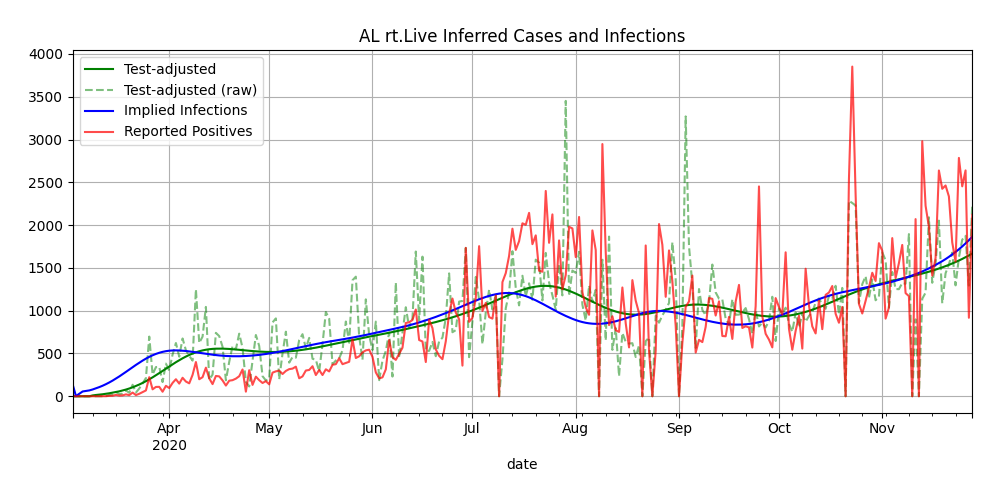 AL rt.Live Inferred Cases and Infections
Test-adjusted
Test-adjusted (raw)
Implied Infections
Reported Positives
4000
3500
3000
2500
2000
1500
1000
500
0
Apr May Jun Jul Aug Sep Oct Nov
2020
date